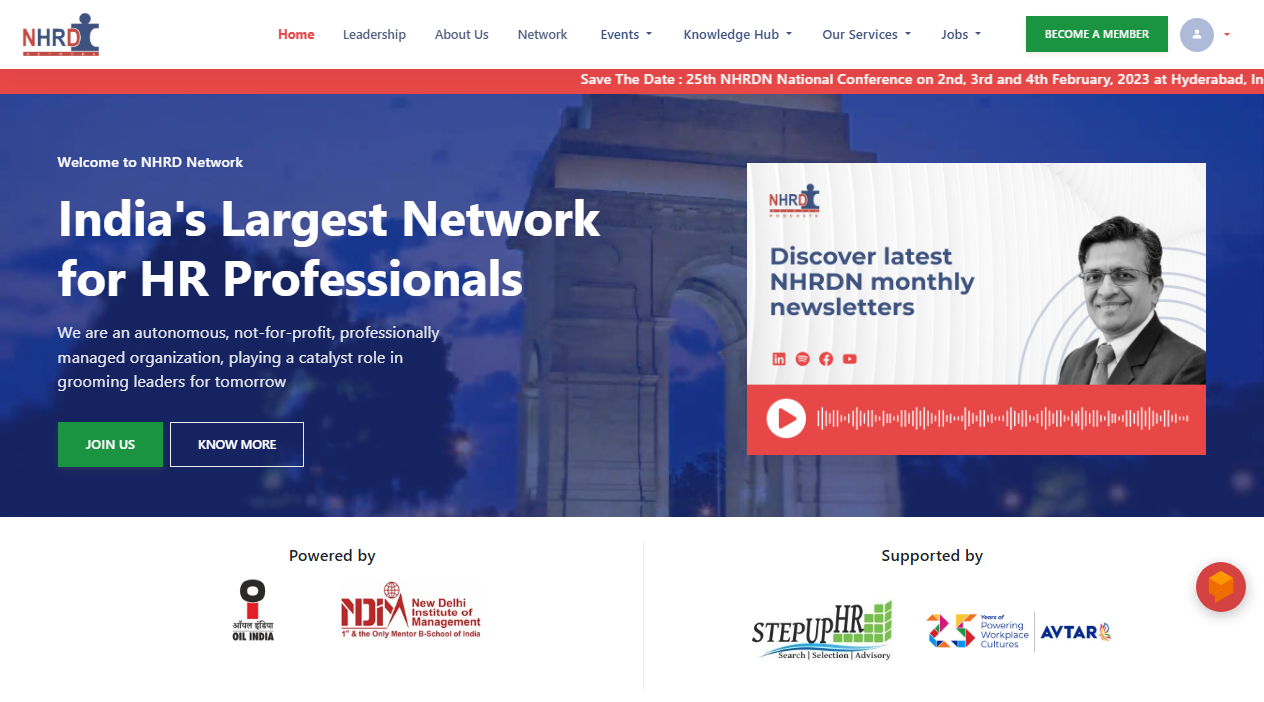 NHRD
NETWORK
Home
Leadership
About Us
Network
Events
Knowledge Hub
Our Services
Jobs
BECOME A MEMBER
Save The Date : 25th NHRDN National Conference on 2nd, 3rd and 4th February, 2023 at Hyderabad, In
Welcome to NHRD Network
India's Largest Network
for HR Professionals
We are an autonomous, not-for-profit, professionally
managed organization, playing a catalyst role in
grooming leaders for tomorrow
JOIN US
KNOW MORE
NHRD
NETWORK
PODCASTS
Discover latest
NHRDN monthly
newsletters
Powered by
ऑयल इंडिया
OIL INDIA
NDIM
New Delhi
Institute of
Management
1st & the Only Mentor B-School of India
Supported by
STEPUPHR
Search | Selection | Advisory
25
Years of
Powering
Workplace
Cultures
AVTAR